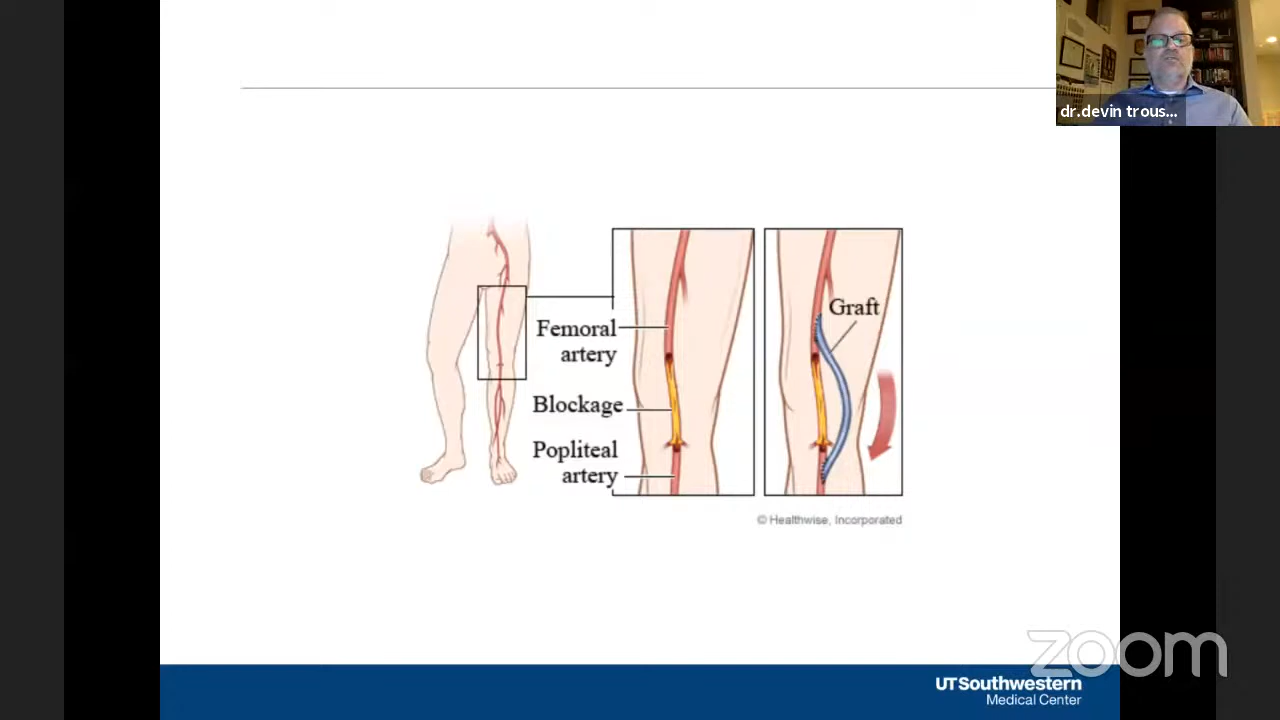 dr.devin trous...
Graft
Femoral
artery
Blockage
Popliteal
artery
© Healthwise, Incorporated
zoom
UTSouthwestern
Medical Center